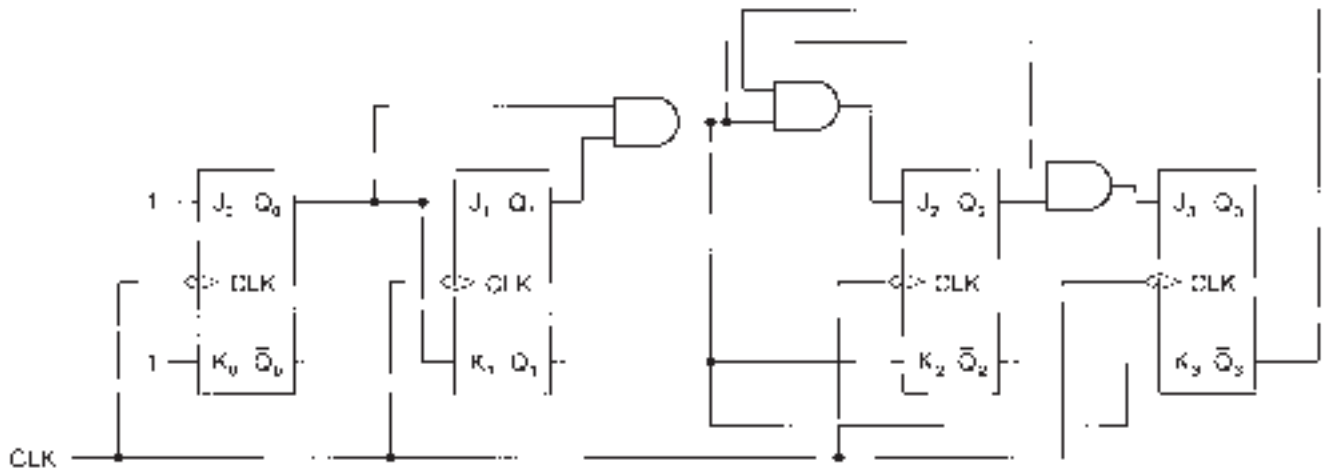 1 J₀ Q₀ J₁ Q₁ J₂ Q₂ J₃ Q₃
CLK CLK CLK CLK
1 K₀ Q̅₀ K₁ Q̅₁ K₂ Q̅₂ K₃ Q̅₃
CLK